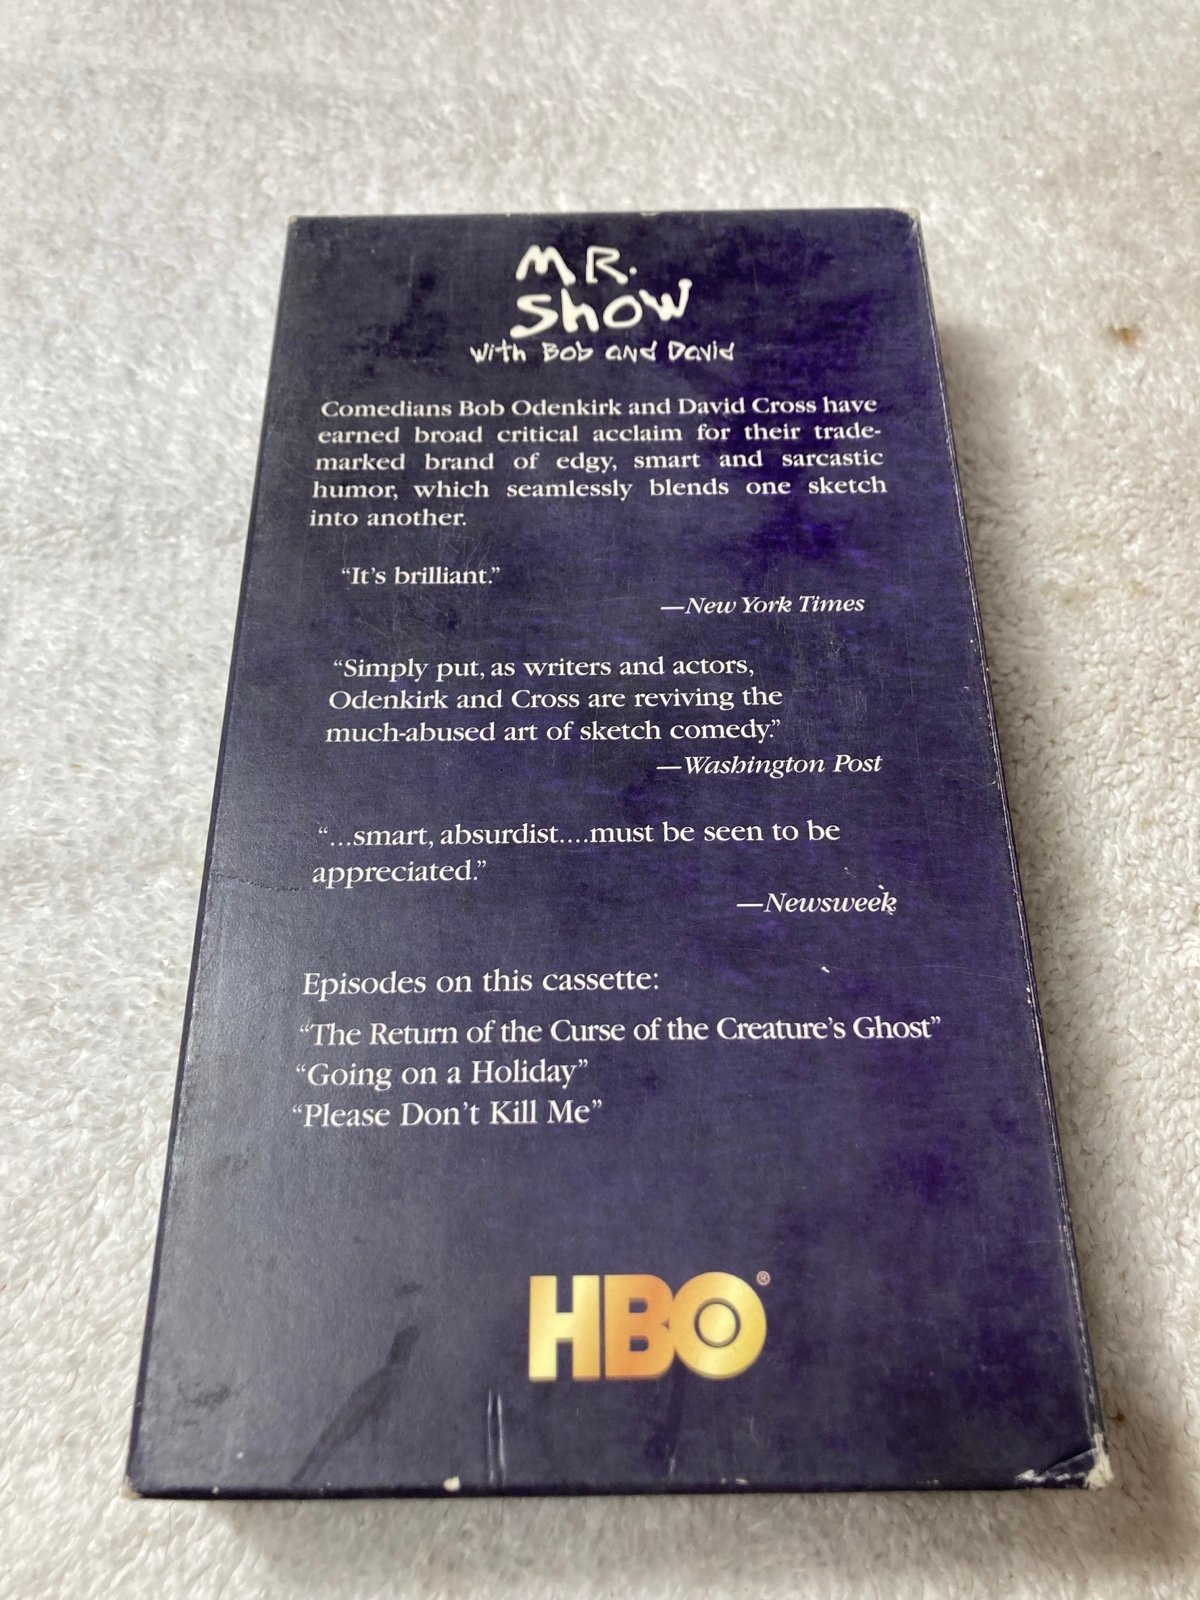 MR.
Show
with Bob and David
Comedians Bob Odenkirk and David Cross have
earned broad critical acclaim for their trade-
marked brand of edgy, smart and sarcastic
humor, which seamlessly blends one sketch
into another.
“It’s brilliant.”
—New York Times
“Simply put, as writers and actors,
Odenkirk and Cross are reviving the
much-abused art of sketch comedy.”
—Washington Post
“...smart, absurdist....must be seen to be
appreciated.”
—Newsweek
Episodes on this cassette:
“The Return of the Curse of the Creature’s Ghost”
“Going on a Holiday”
“Please Don’t Kill Me”
HBO®